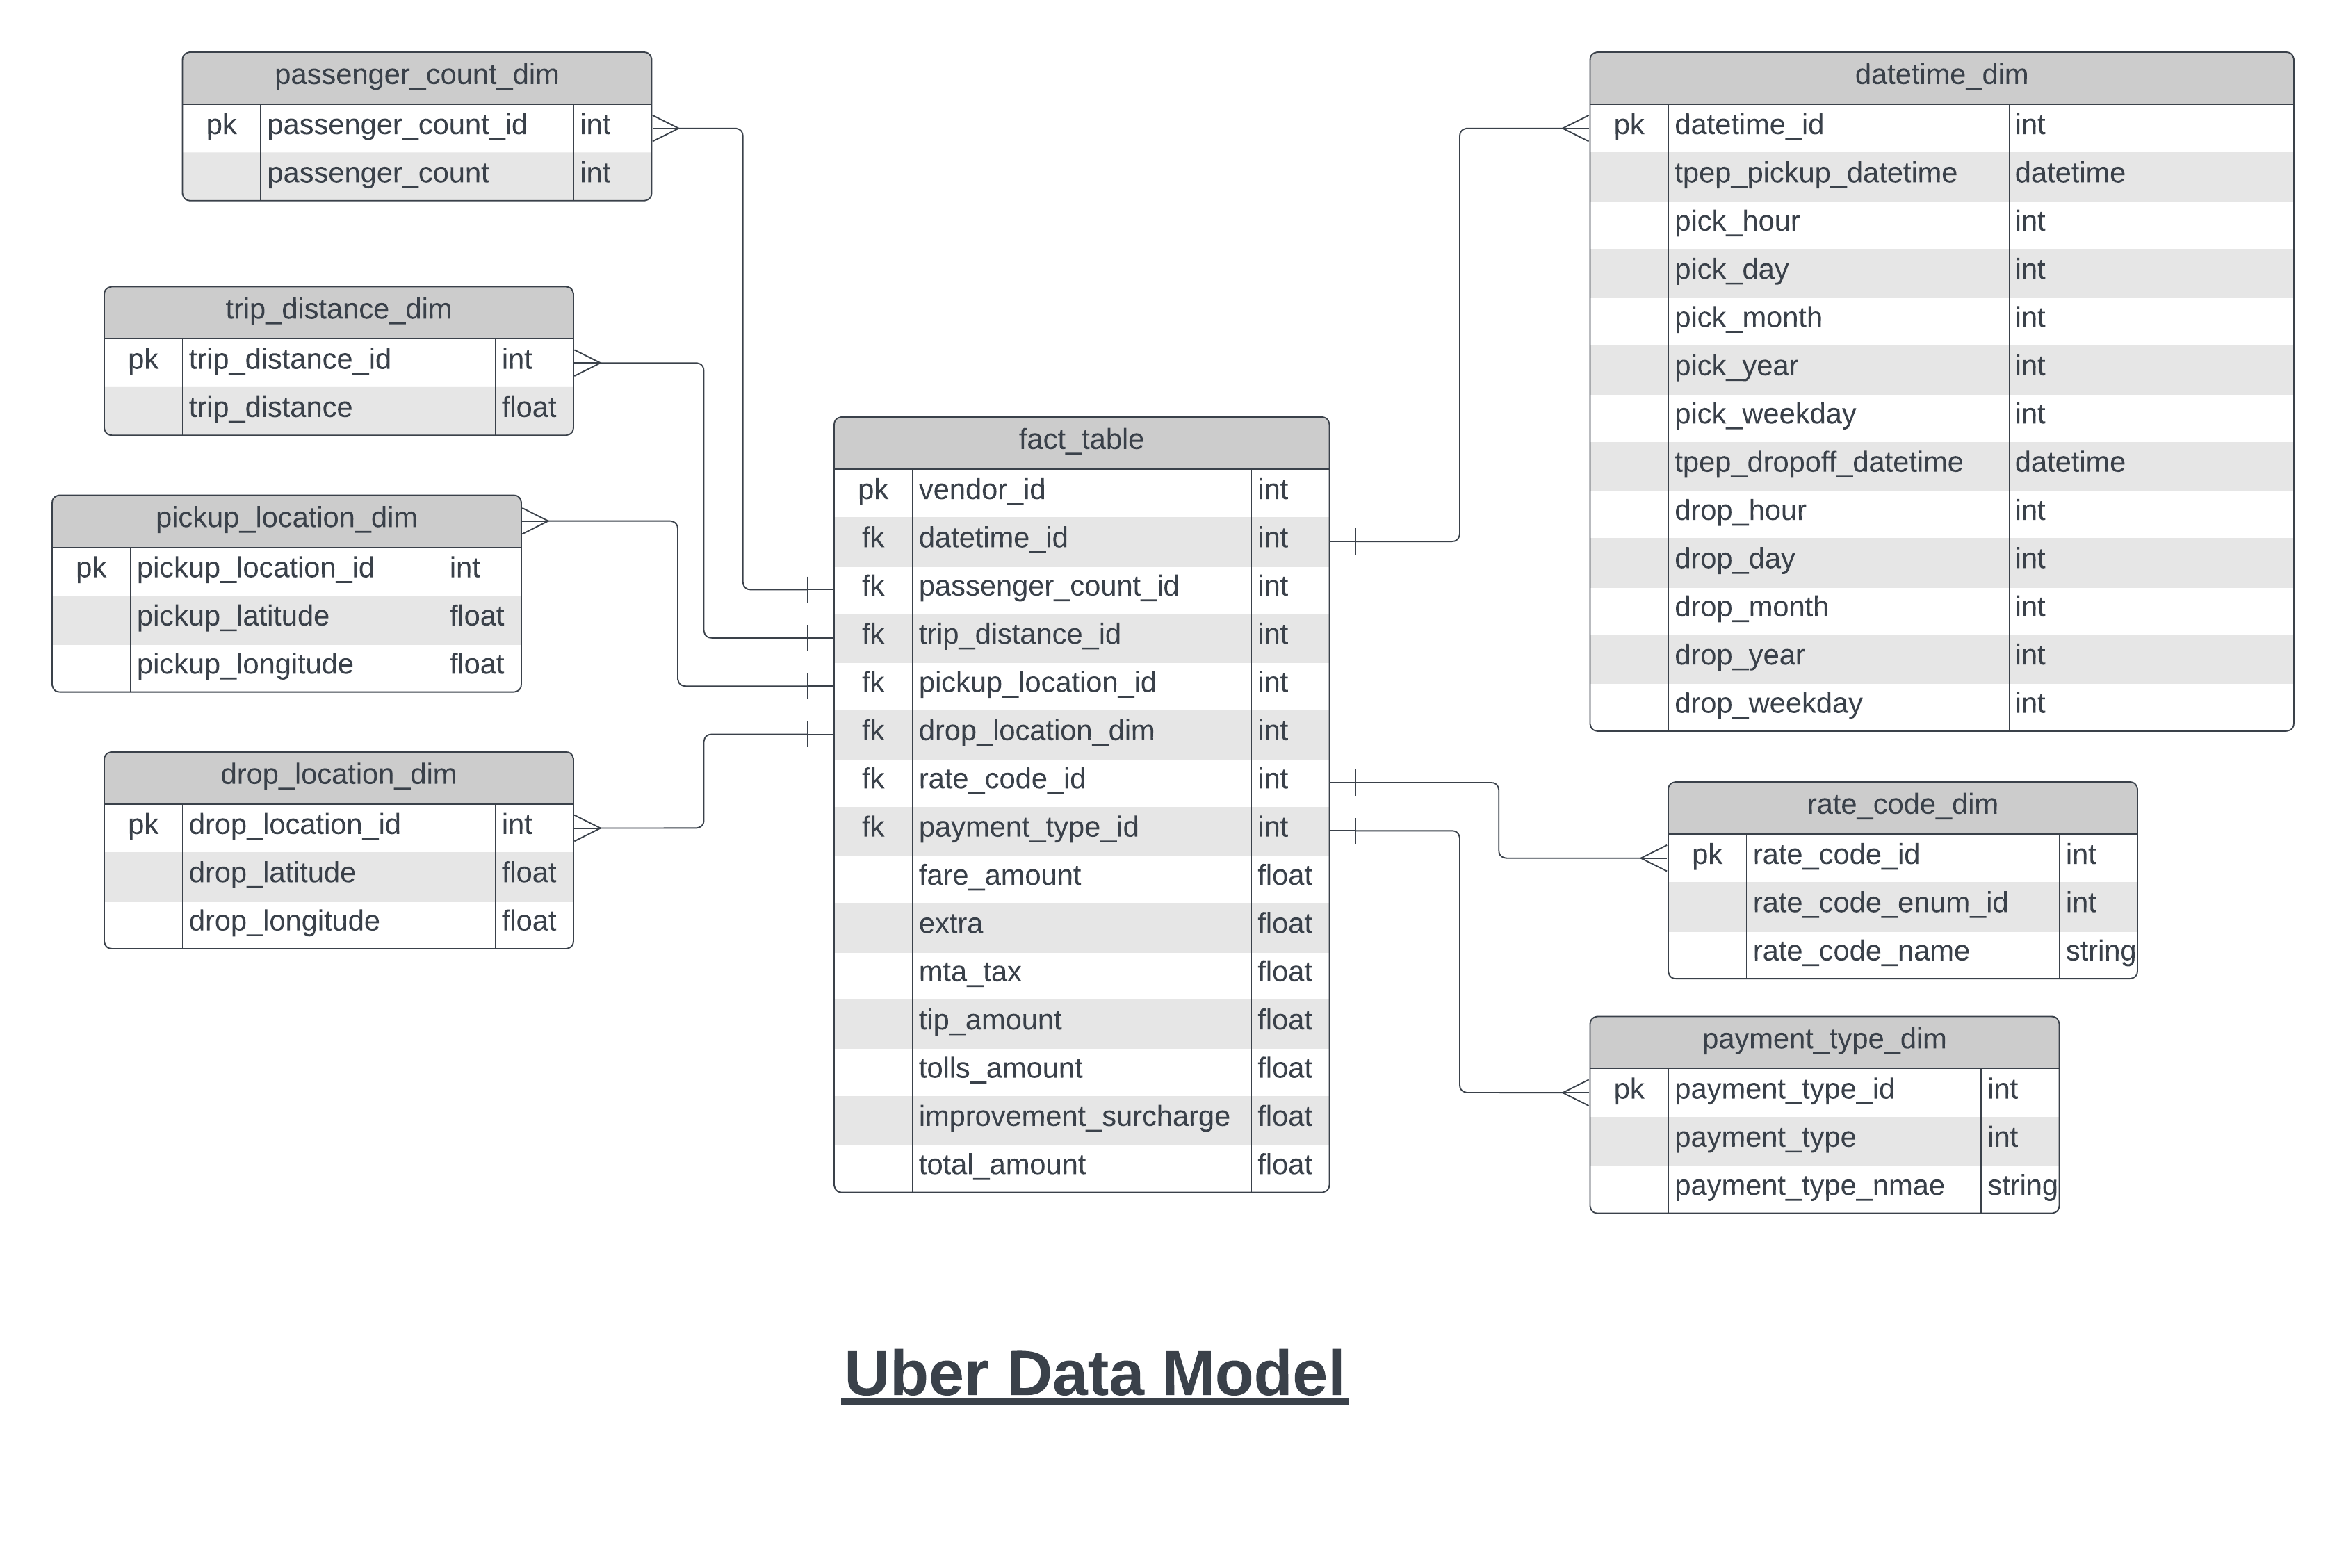 passenger_count_dim
pk passenger_count_id int
passenger_count int
trip_distance_dim
pk trip_distance_id int
trip_distance float
pickup_location_dim
pk pickup_location_id int
pickup_latitude float
pickup_longitude float
drop_location_dim
pk drop_location_id int
drop_latitude float
drop_longitude float
fact_table
pk vendor_id int
fk datetime_id int
fk passenger_count_id int
fk trip_distance_id int
fk pickup_location_id int
fk drop_location_dim int
fk rate_code_id int
fk payment_type_id int
fare_amount float
extra float
mta_tax float
tip_amount float
tolls_amount float
improvement_surcharge float
total_amount float
datetime_dim
pk datetime_id int
tpep_pickup_datetime datetime
pick_hour int
pick_day int
pick_month int
pick_year int
pick_weekday int
tpep_dropoff_datetime datetime
drop_hour int
drop_day int
drop_month int
drop_year int
drop_weekday int
rate_code_dim
pk rate_code_id int
rate_code_enum_id int
rate_code_name string
payment_type_dim
pk payment_type_id int
payment_type int
payment_type_nmae string
Uber Data Model